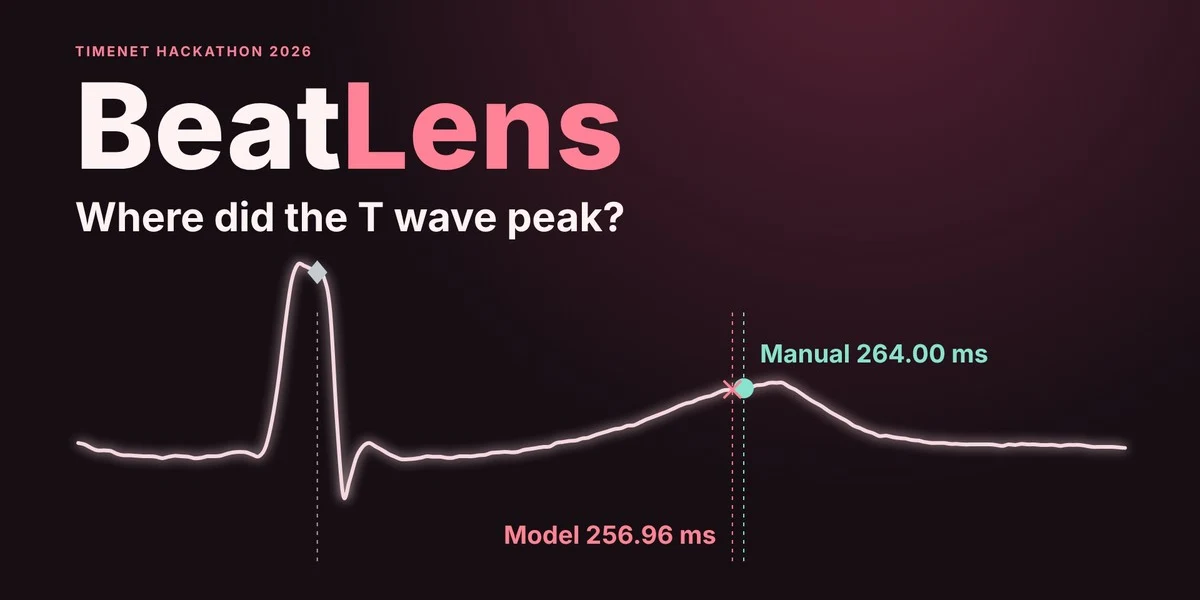 TIMENET HACKATHON 2026
BeatLens
Where did the T wave peak?
Manual 264.00 ms
Model 256.96 ms